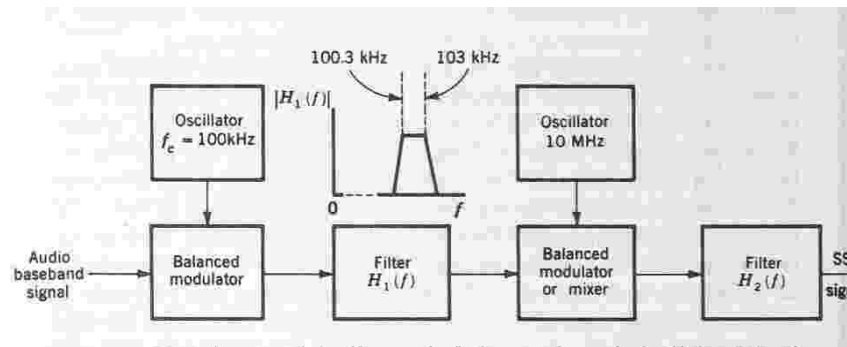 100.3 kHz
103 kHz
|H₁(f)|
Oscillator
f_c = 100kHz
Oscillator
10 MHz
0
f
Audio
baseband
signal
Balanced
modulator
Filter
H₁(f)
Balanced
modulator
or mixer
Filter
H₂(f)